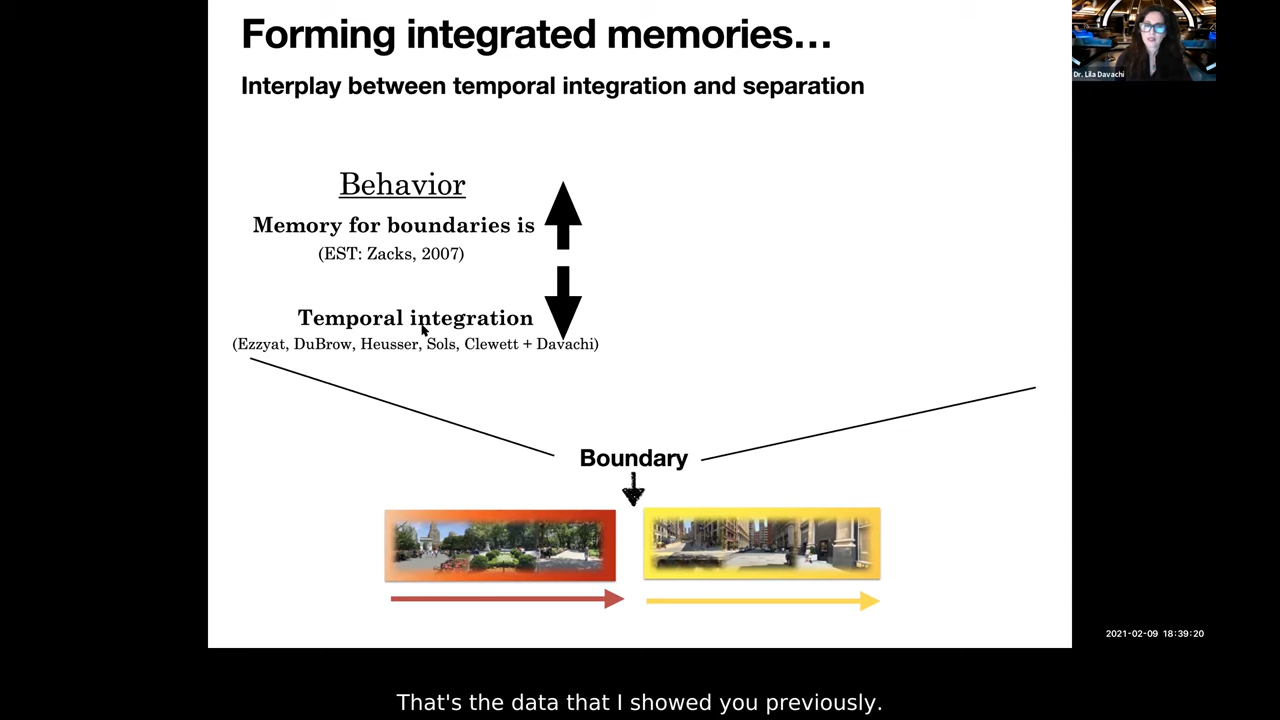 Forming integrated memories…
Interplay between temporal integration and separation
Dr. Lila Davachi
Behavior
Memory for boundaries is
(EST: Zacks, 2007)
Temporal integration
(Ezzyat, DuBrow, Heusser, Sols, Clewett + Davachi)
Boundary
2021-02-09 18:39:20
That's the data that I showed you previously.